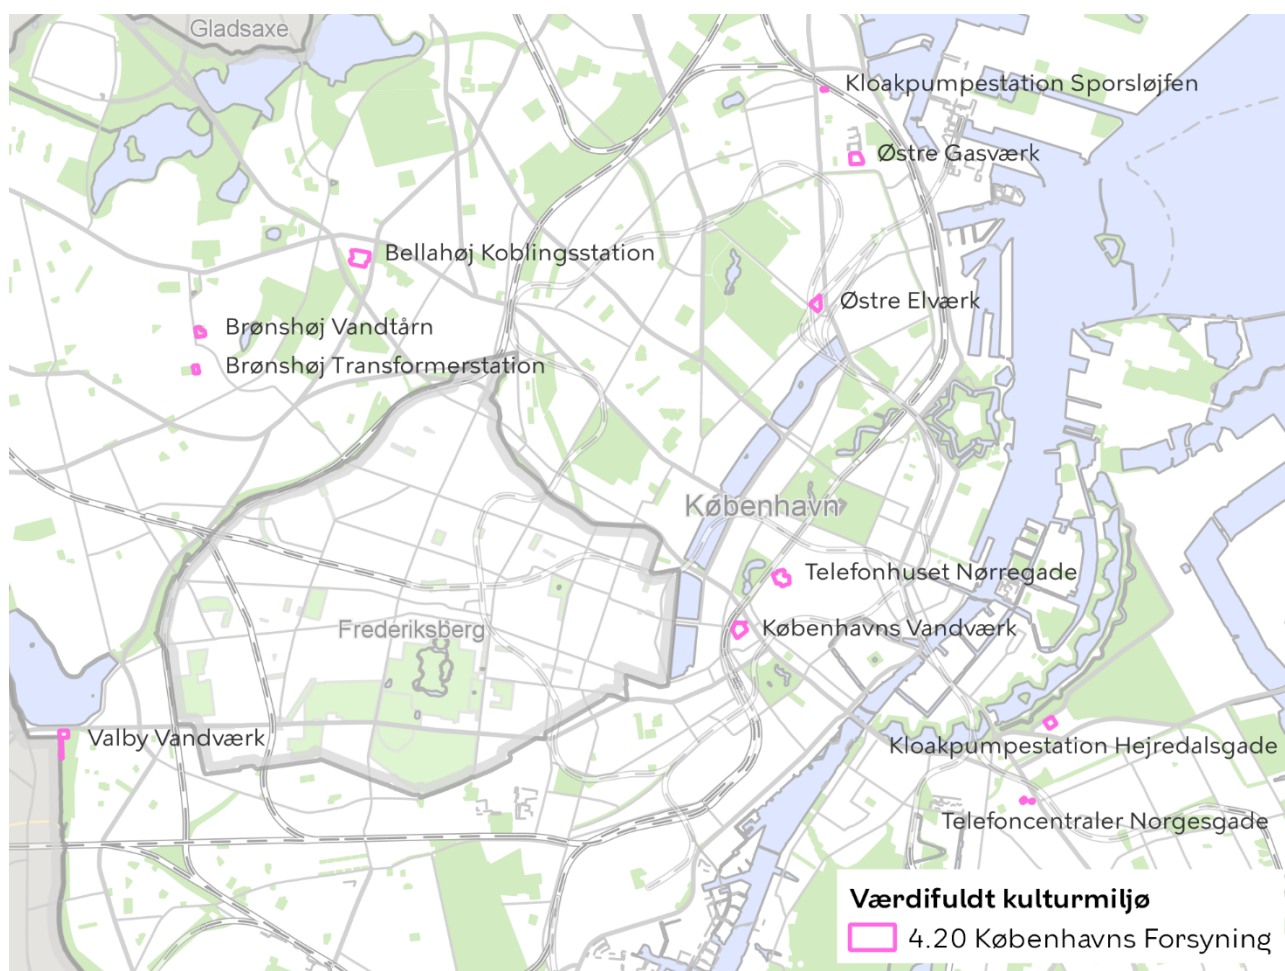 Gladsaxe
Kloakpumpestation Sporsløjfen
Østre Gasværk
Bellahøj Koblingsstation
Østre Elværk
Brønshøj Vandtårn
Brønshøj Transformerstation
København
Telefonhuset Nørregade
Københavns Vandværk
Frederiksberg
Valby Vandværk
Kloakpumpestation Hejredalsgade
Telefoncentraler Norgesgade
Værdifuldt kulturmiljø
4.20 Københavns Forsyning